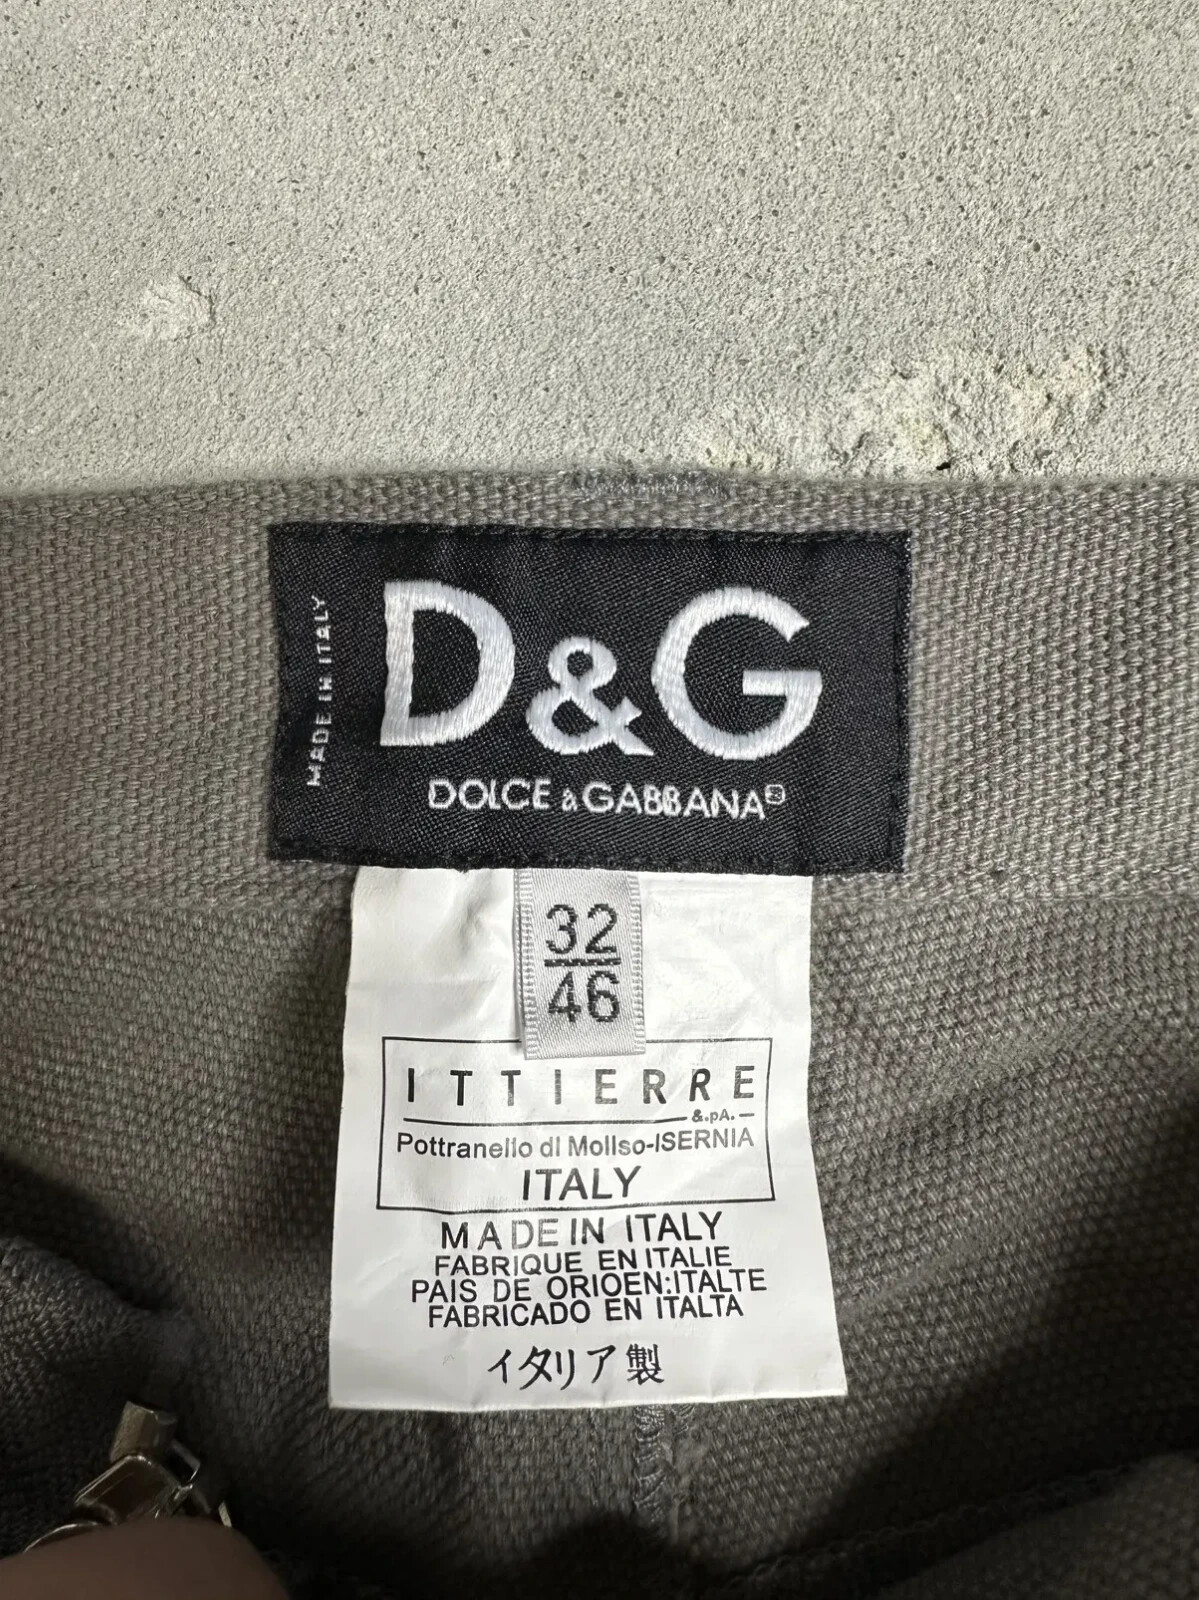 MADE IN ITALY
D&G
DOLCE & GABBANA®
32
46
ITTIERRE
&.pA.
Pottranello di Mollso-ISERNIA
ITALY
MADE IN ITALY
FABRIQUE EN ITALIE
PAIS DE ORIOEN:ITALTE
FABRICADO EN ITALTA
イタリア製